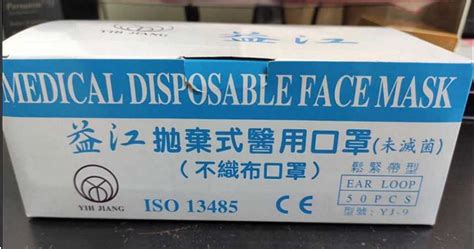 益江
YIH JIANG
MEDICAL DISPOSABLE FACE MASK
益江 拋棄式醫用口罩(未滅菌)
(不織布口罩)
鬆緊帶型
EAR LOOP
50PCS
型號: YJ-9
YIH JIANG
ISO 13485 CE